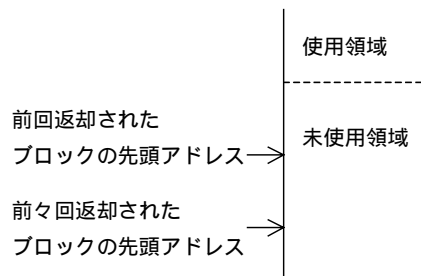 使用領域
未使用領域
前回返却された
ブロックの先頭アドレス
前々回返却された
ブロックの先頭アドレス